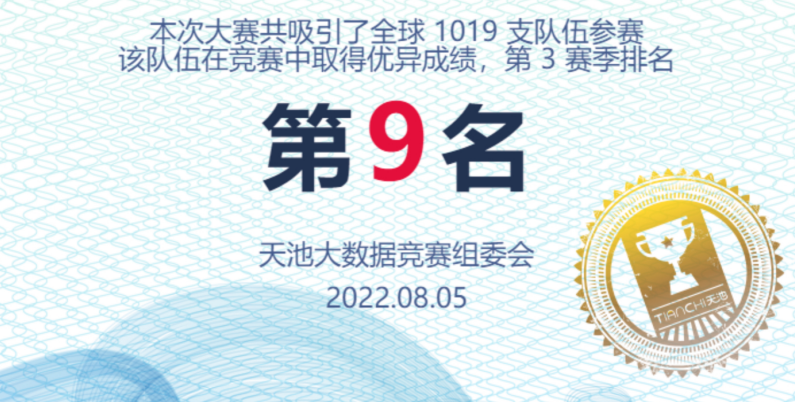 本次大赛共吸引了全球 1019 支队伍参赛
该队伍在竞赛中取得优异成绩，第 3 赛季排名
第9名
天池大数据竞赛组委会
2022.08.05
TIANCHI天池